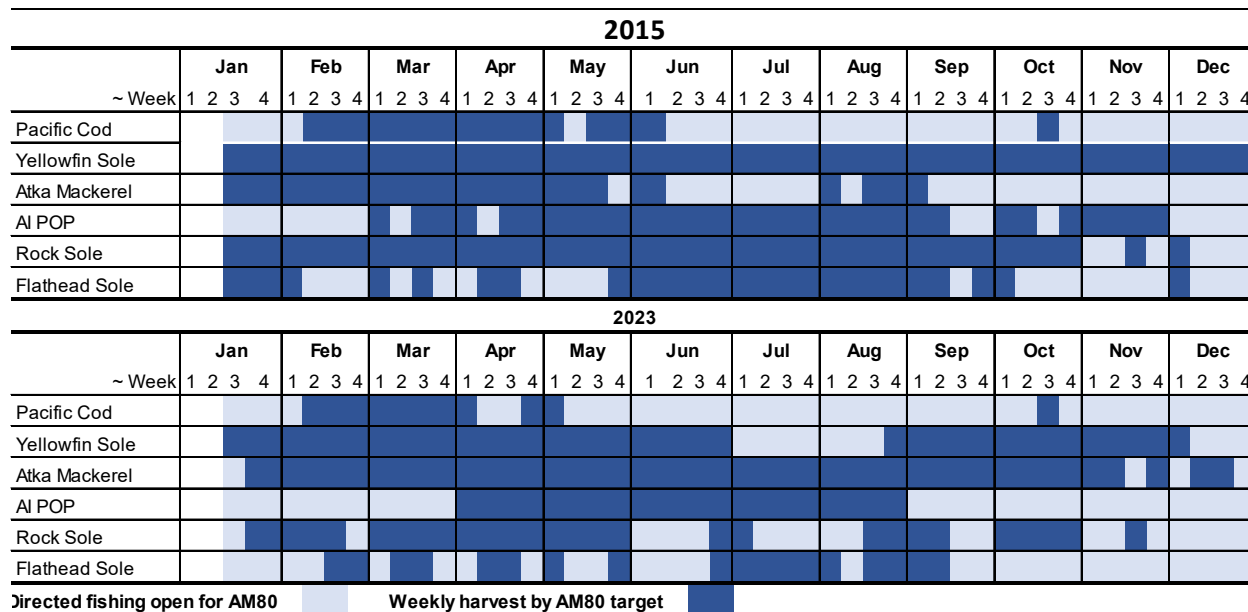 2015
Jan Feb Mar Apr May Jun Jul Aug Sep Oct Nov Dec
~ Week 1 2 3 4 1 2 3 4 1 2 3 4 1 2 3 4 1 2 3 4 1 2 3 4 1 2 3 4 1 2 3 4 1 2 3 4 1 2 3 4 1 2 3 4 1 2 3 4
Pacific Cod
Yellowfin Sole
Atka Mackerel
AI POP
Rock Sole
Flathead Sole
2023
Jan Feb Mar Apr May Jun Jul Aug Sep Oct Nov Dec
~ Week 1 2 3 4 1 2 3 4 1 2 3 4 1 2 3 4 1 2 3 4 1 2 3 4 1 2 3 4 1 2 3 4 1 2 3 4 1 2 3 4 1 2 3 4 1 2 3 4
Pacific Cod
Yellowfin Sole
Atka Mackerel
AI POP
Rock Sole
Flathead Sole
Directed fishing open for AM80 Weekly harvest by AM80 target